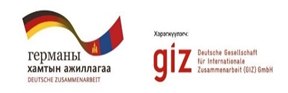 германы
хамтын ажиллагаа
DEUTSCHE ZUSAMMENARBEIT
Хэрэгжүүлэгч:
giz
Deutsche Gesellschaft
für Internationale
Zusammenarbeit (GIZ) GmbH